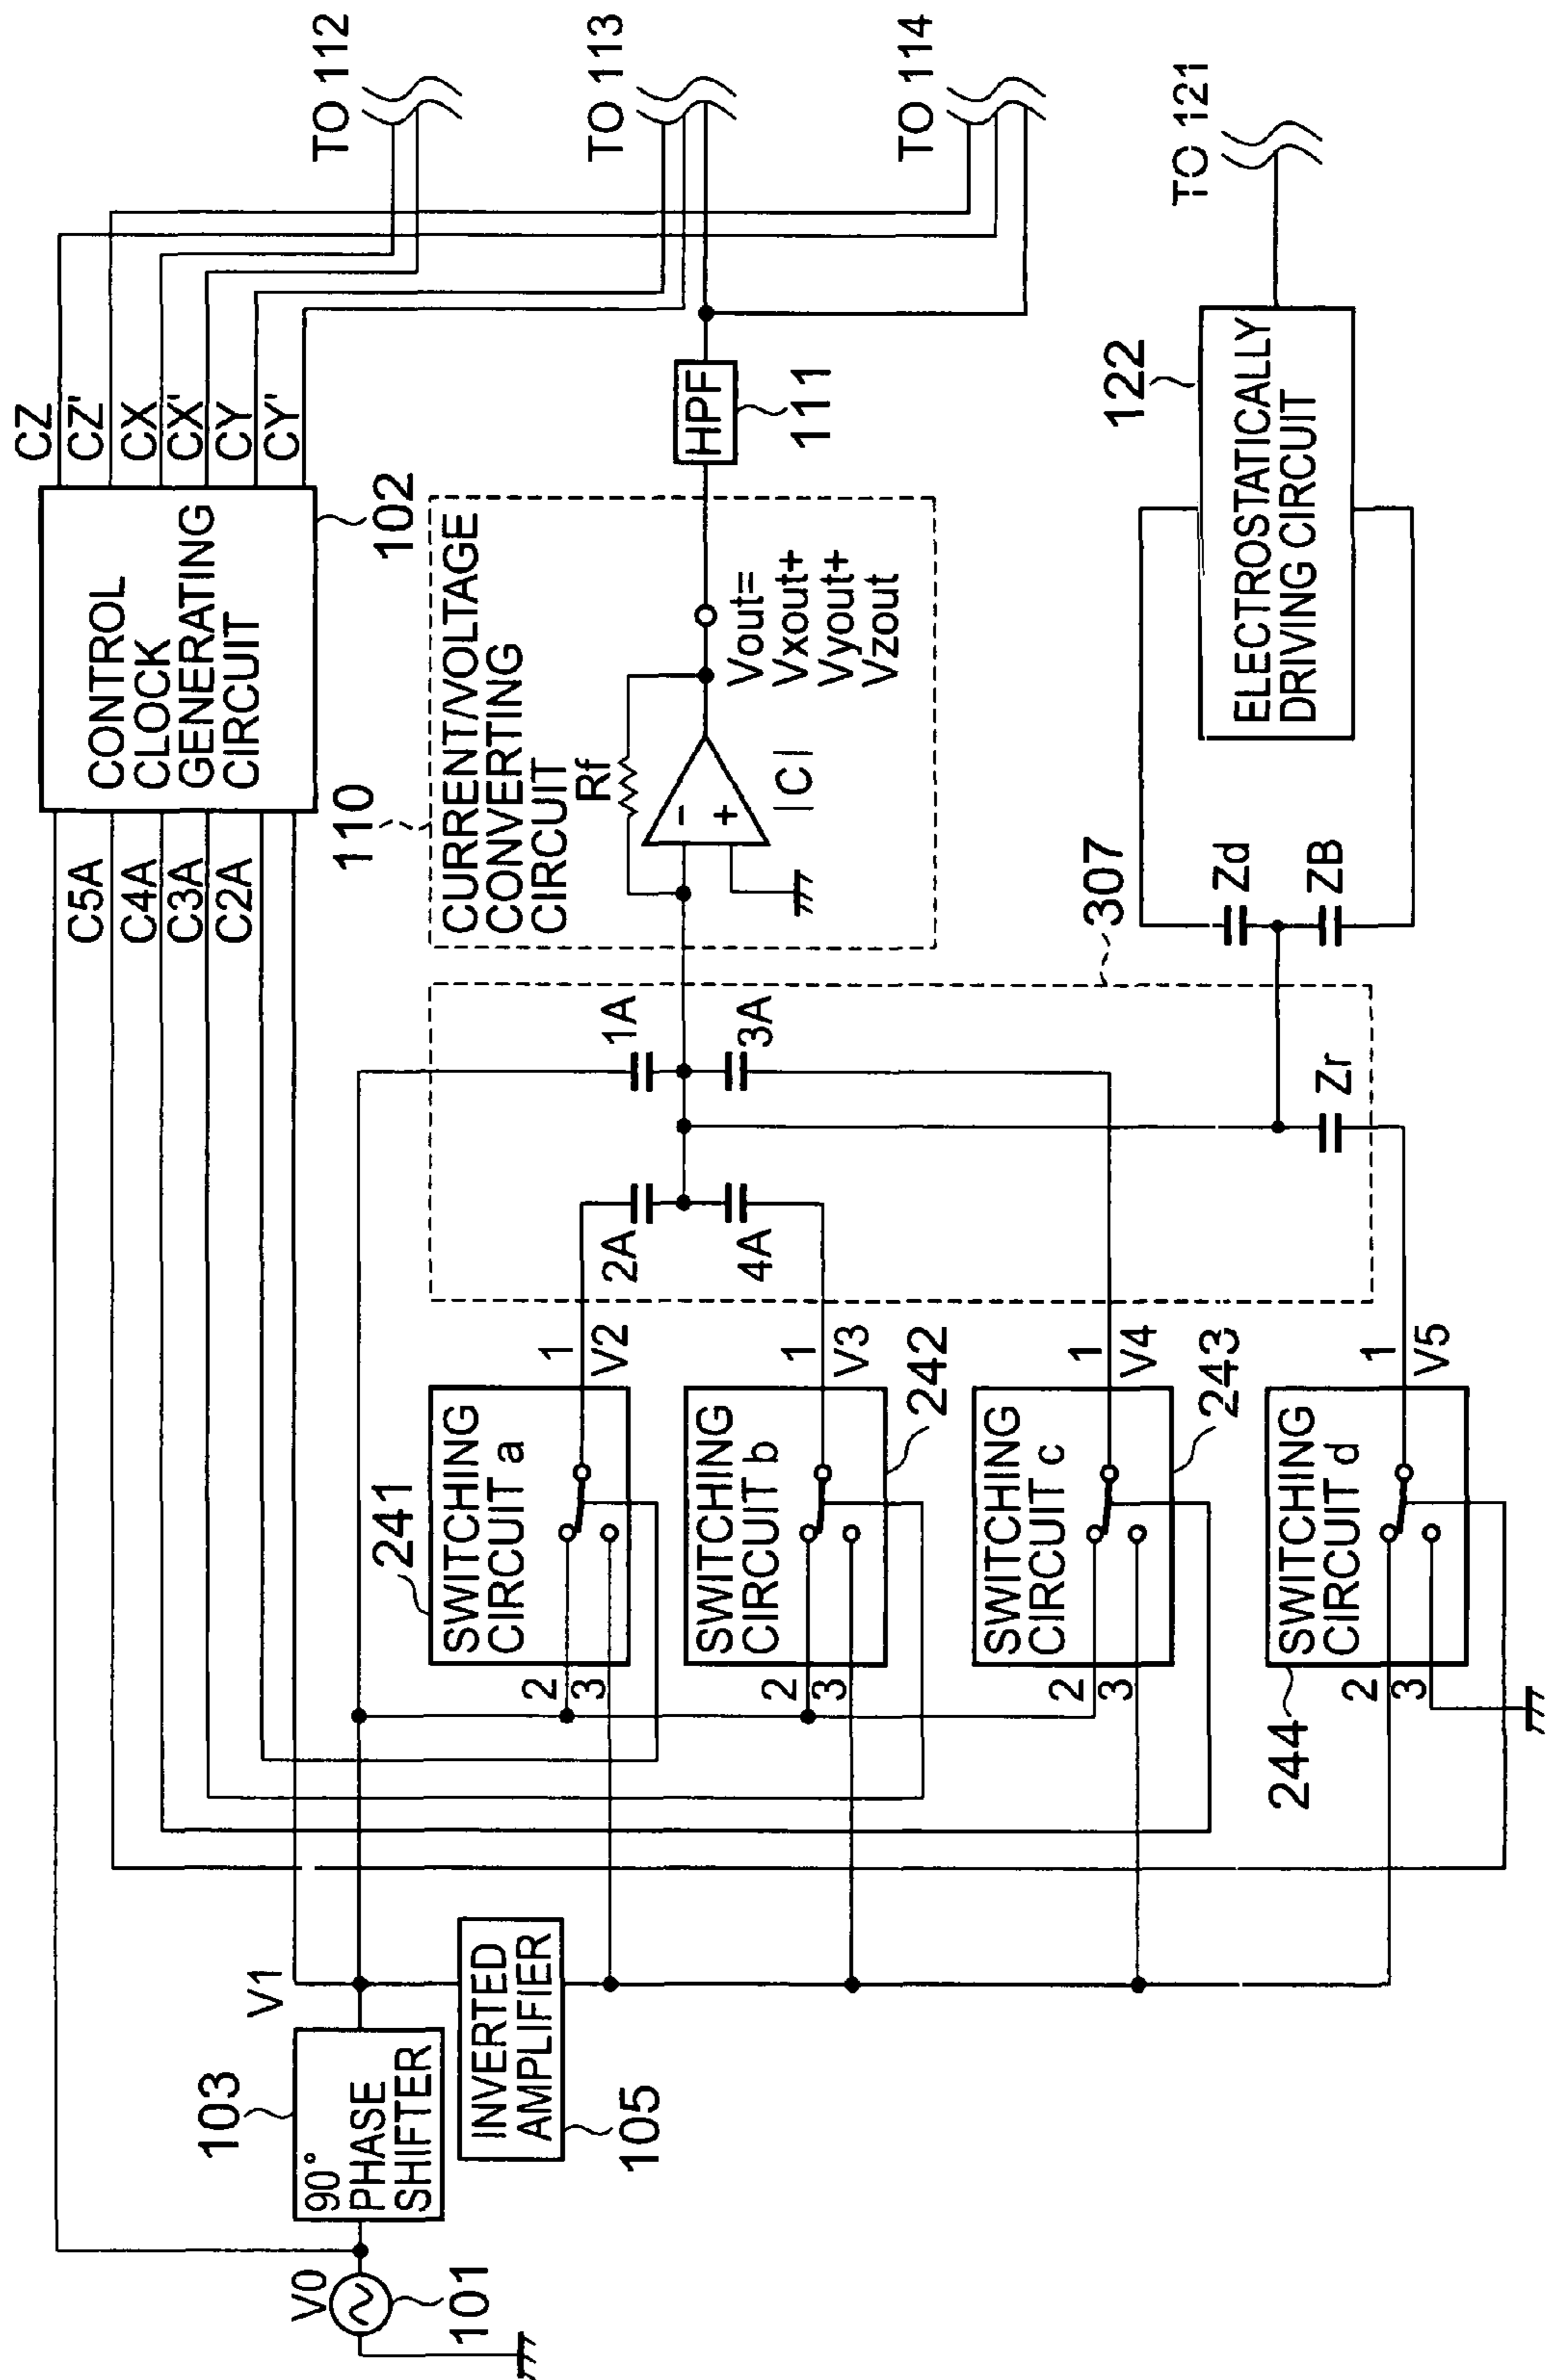 V0
101
103
90°
PHASE
SHIFTER
V1
INVERTED
AMPLIFIER
105
C5A
C4A
C3A
C2A
CONTROL
CLOCK
GENERATING
CIRCUIT
102
CZ
CZ'
CX
CX'
CY
CY'
TO 112
TO 113
TO 114
TO 121
241
SWITCHING
CIRCUIT a
2
3
1
V2
SWITCHING
CIRCUIT b
2
3
1
V3
242
SWITCHING
CIRCUIT c
2
3
1
V4
243
SWITCHING
CIRCUIT d
2
3
1
V5
244
2A
4A
1A
3A
Zr
307
110
CURRENT/VOLTAGE
CONVERTING
CIRCUIT
Rf
-
+
IC1
Vout=
Vxout+
Vyout+
Vzout
HPF
111
Zd
ZB
122
ELECTROSTATICALLY
DRIVING CIRCUIT